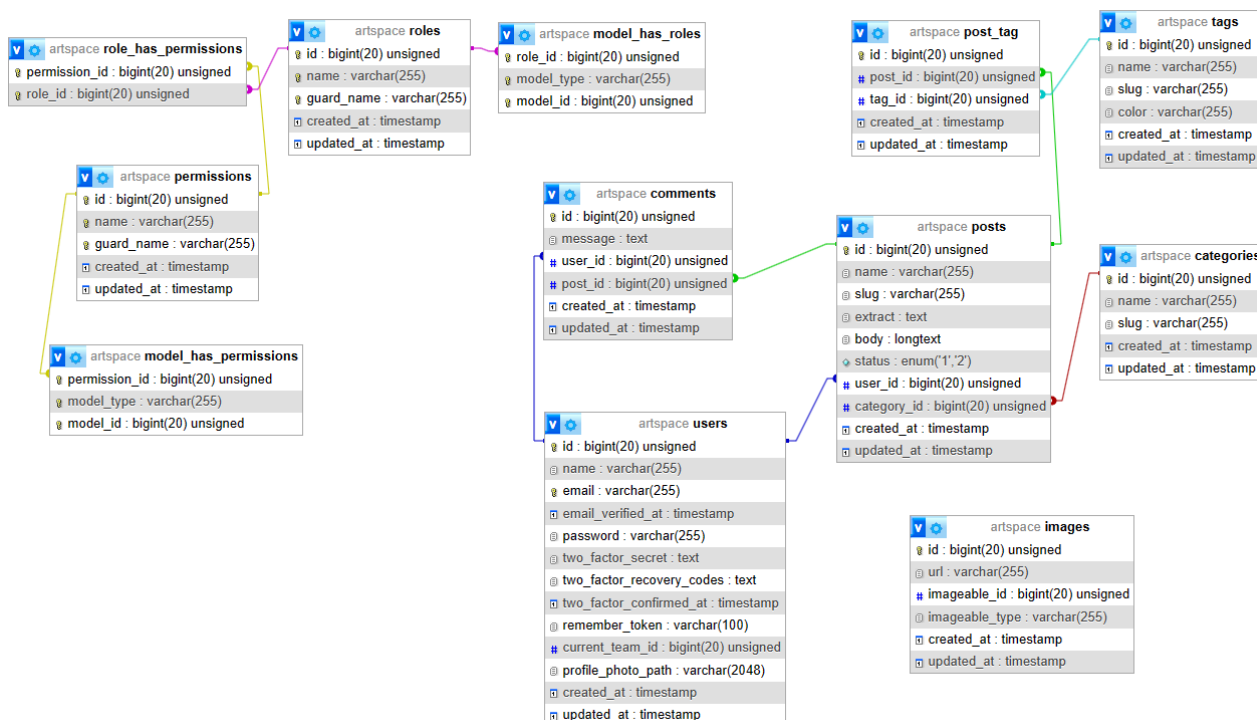 artspace role_has_permissions
permission_id : bigint(20) unsigned
role_id : bigint(20) unsigned
artspace roles
id : bigint(20) unsigned
name : varchar(255)
guard_name : varchar(255)
created_at : timestamp
updated_at : timestamp
artspace model_has_roles
role_id : bigint(20) unsigned
model_type : varchar(255)
model_id : bigint(20) unsigned
artspace post_tag
id : bigint(20) unsigned
post_id : bigint(20) unsigned
tag_id : bigint(20) unsigned
created_at : timestamp
updated_at : timestamp
artspace tags
id : bigint(20) unsigned
name : varchar(255)
slug : varchar(255)
color : varchar(255)
created_at : timestamp
updated_at : timestamp
artspace permissions
id : bigint(20) unsigned
name : varchar(255)
guard_name : varchar(255)
created_at : timestamp
updated_at : timestamp
artspace comments
id : bigint(20) unsigned
message : text
user_id : bigint(20) unsigned
post_id : bigint(20) unsigned
created_at : timestamp
updated_at : timestamp
artspace posts
id : bigint(20) unsigned
name : varchar(255)
slug : varchar(255)
extract : text
body : longtext
status : enum('1','2')
user_id : bigint(20) unsigned
category_id : bigint(20) unsigned
created_at : timestamp
updated_at : timestamp
artspace categories
id : bigint(20) unsigned
name : varchar(255)
slug : varchar(255)
created_at : timestamp
updated_at : timestamp
artspace model_has_permissions
permission_id : bigint(20) unsigned
model_type : varchar(255)
model_id : bigint(20) unsigned
artspace users
id : bigint(20) unsigned
name : varchar(255)
email : varchar(255)
email_verified_at : timestamp
password : varchar(255)
two_factor_secret : text
two_factor_recovery_codes : text
two_factor_confirmed_at : timestamp
remember_token : varchar(100)
current_team_id : bigint(20) unsigned
profile_photo_path : varchar(2048)
created_at : timestamp
updated_at : timestamp
artspace images
id : bigint(20) unsigned
url : varchar(255)
imageable_id : bigint(20) unsigned
imageable_type : varchar(255)
created_at : timestamp
updated_at : timestamp